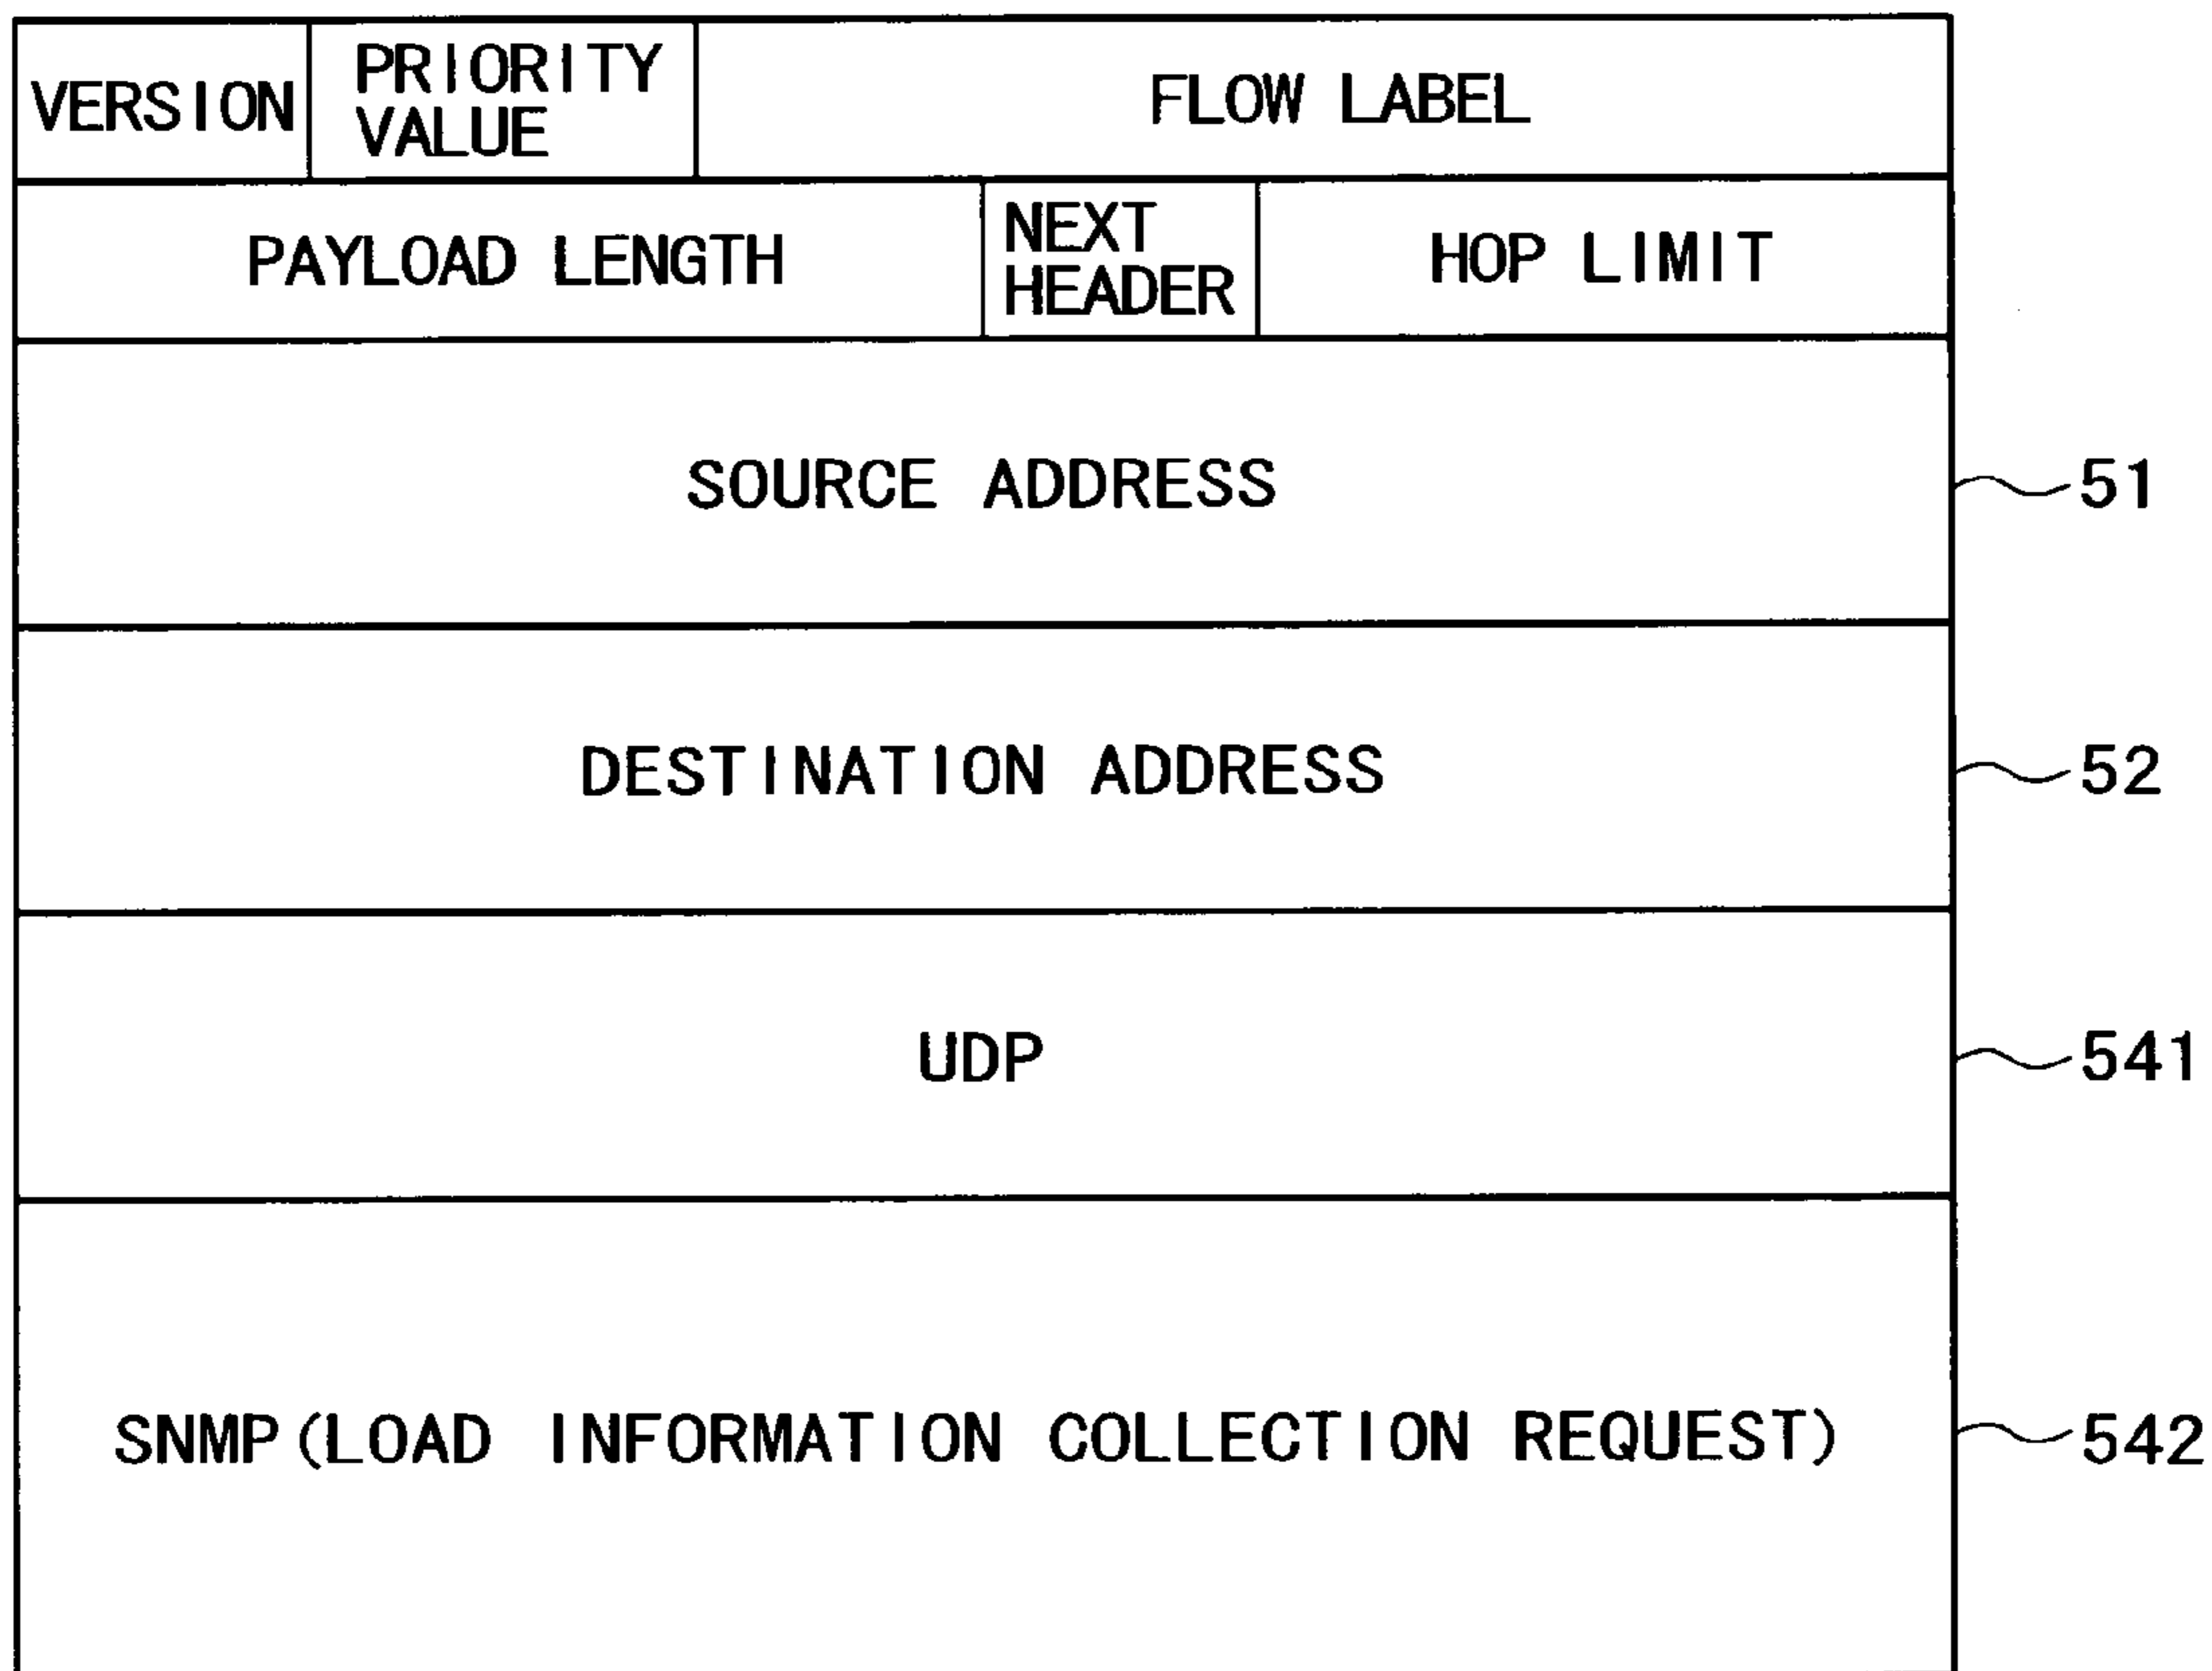 VERSION
PRIORITY
VALUE
FLOW LABEL
PAYLOAD LENGTH
NEXT
HEADER
HOP LIMIT
SOURCE ADDRESS
51
DESTINATION ADDRESS
52
UDP
541
SNMP(LOAD INFORMATION COLLECTION REQUEST)
542